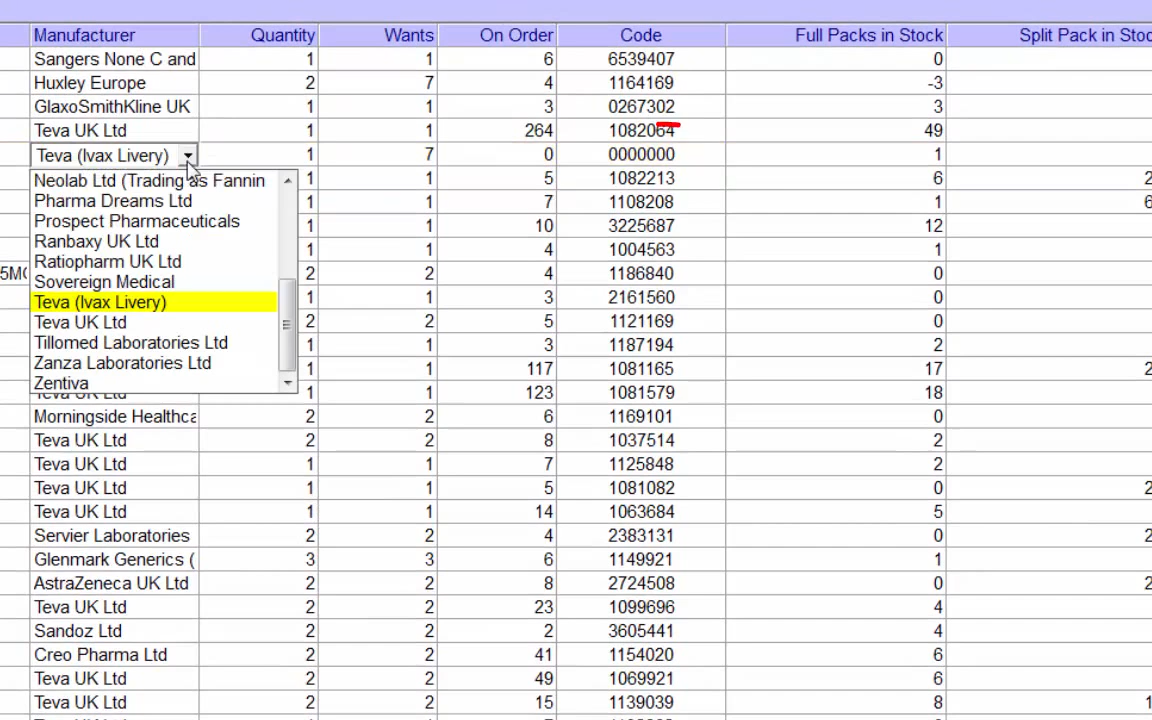 Manufacturer Quantity Wants On Order Code Full Packs in Stock Split Pack in Stoc
Sangers None C and 1 1 6 6539407 0
Huxley Europe 2 7 4 1164169 -3
GlaxoSmithKline UK 1 1 3 0267302 3
Teva UK Ltd 1 1 264 1082064 49
Teva (Ivax Livery) 1 7 0 0000000 1
Neolab Ltd (Trading as Fannin 1 1 5 1082213 6 2
Pharma Dreams Ltd 1 1 7 1108208 1 6
Prospect Pharmaceuticals 1 1 10 3225687 12
Ranbaxy UK Ltd 1 1 4 1004563 1
Ratiopharm UK Ltd
5MC 2 2 4 1186840 0
Sovereign Medical
Teva (Ivax Livery) 1 1 3 2161560 0
Teva UK Ltd 2 2 5 1121169 0
Tillomed Laboratories Ltd 1 1 3 1187194 2
Zanza Laboratories Ltd 1 1 117 1081165 17 2
Zentiva
Teva UK Ltd 1 1 123 1081579 18
Morningside Healthca 2 2 6 1169101 0
Teva UK Ltd 2 2 8 1037514 2
Teva UK Ltd 1 1 7 1125848 2
Teva UK Ltd 1 1 5 1081082 0 2
Teva UK Ltd 1 1 14 1063684 5
Servier Laboratories 2 2 4 2383131 0 2
Glenmark Generics ( 3 3 6 1149921 1
AstraZeneca UK Ltd 2 2 8 2724508 0 2
Teva UK Ltd 2 2 23 1099696 4
Sandoz Ltd 2 2 2 3605441 4
Creo Pharma Ltd 2 2 41 1154020 6
Teva UK Ltd 2 2 49 1069921 6
Teva UK Ltd 2 2 15 1139039 8 1